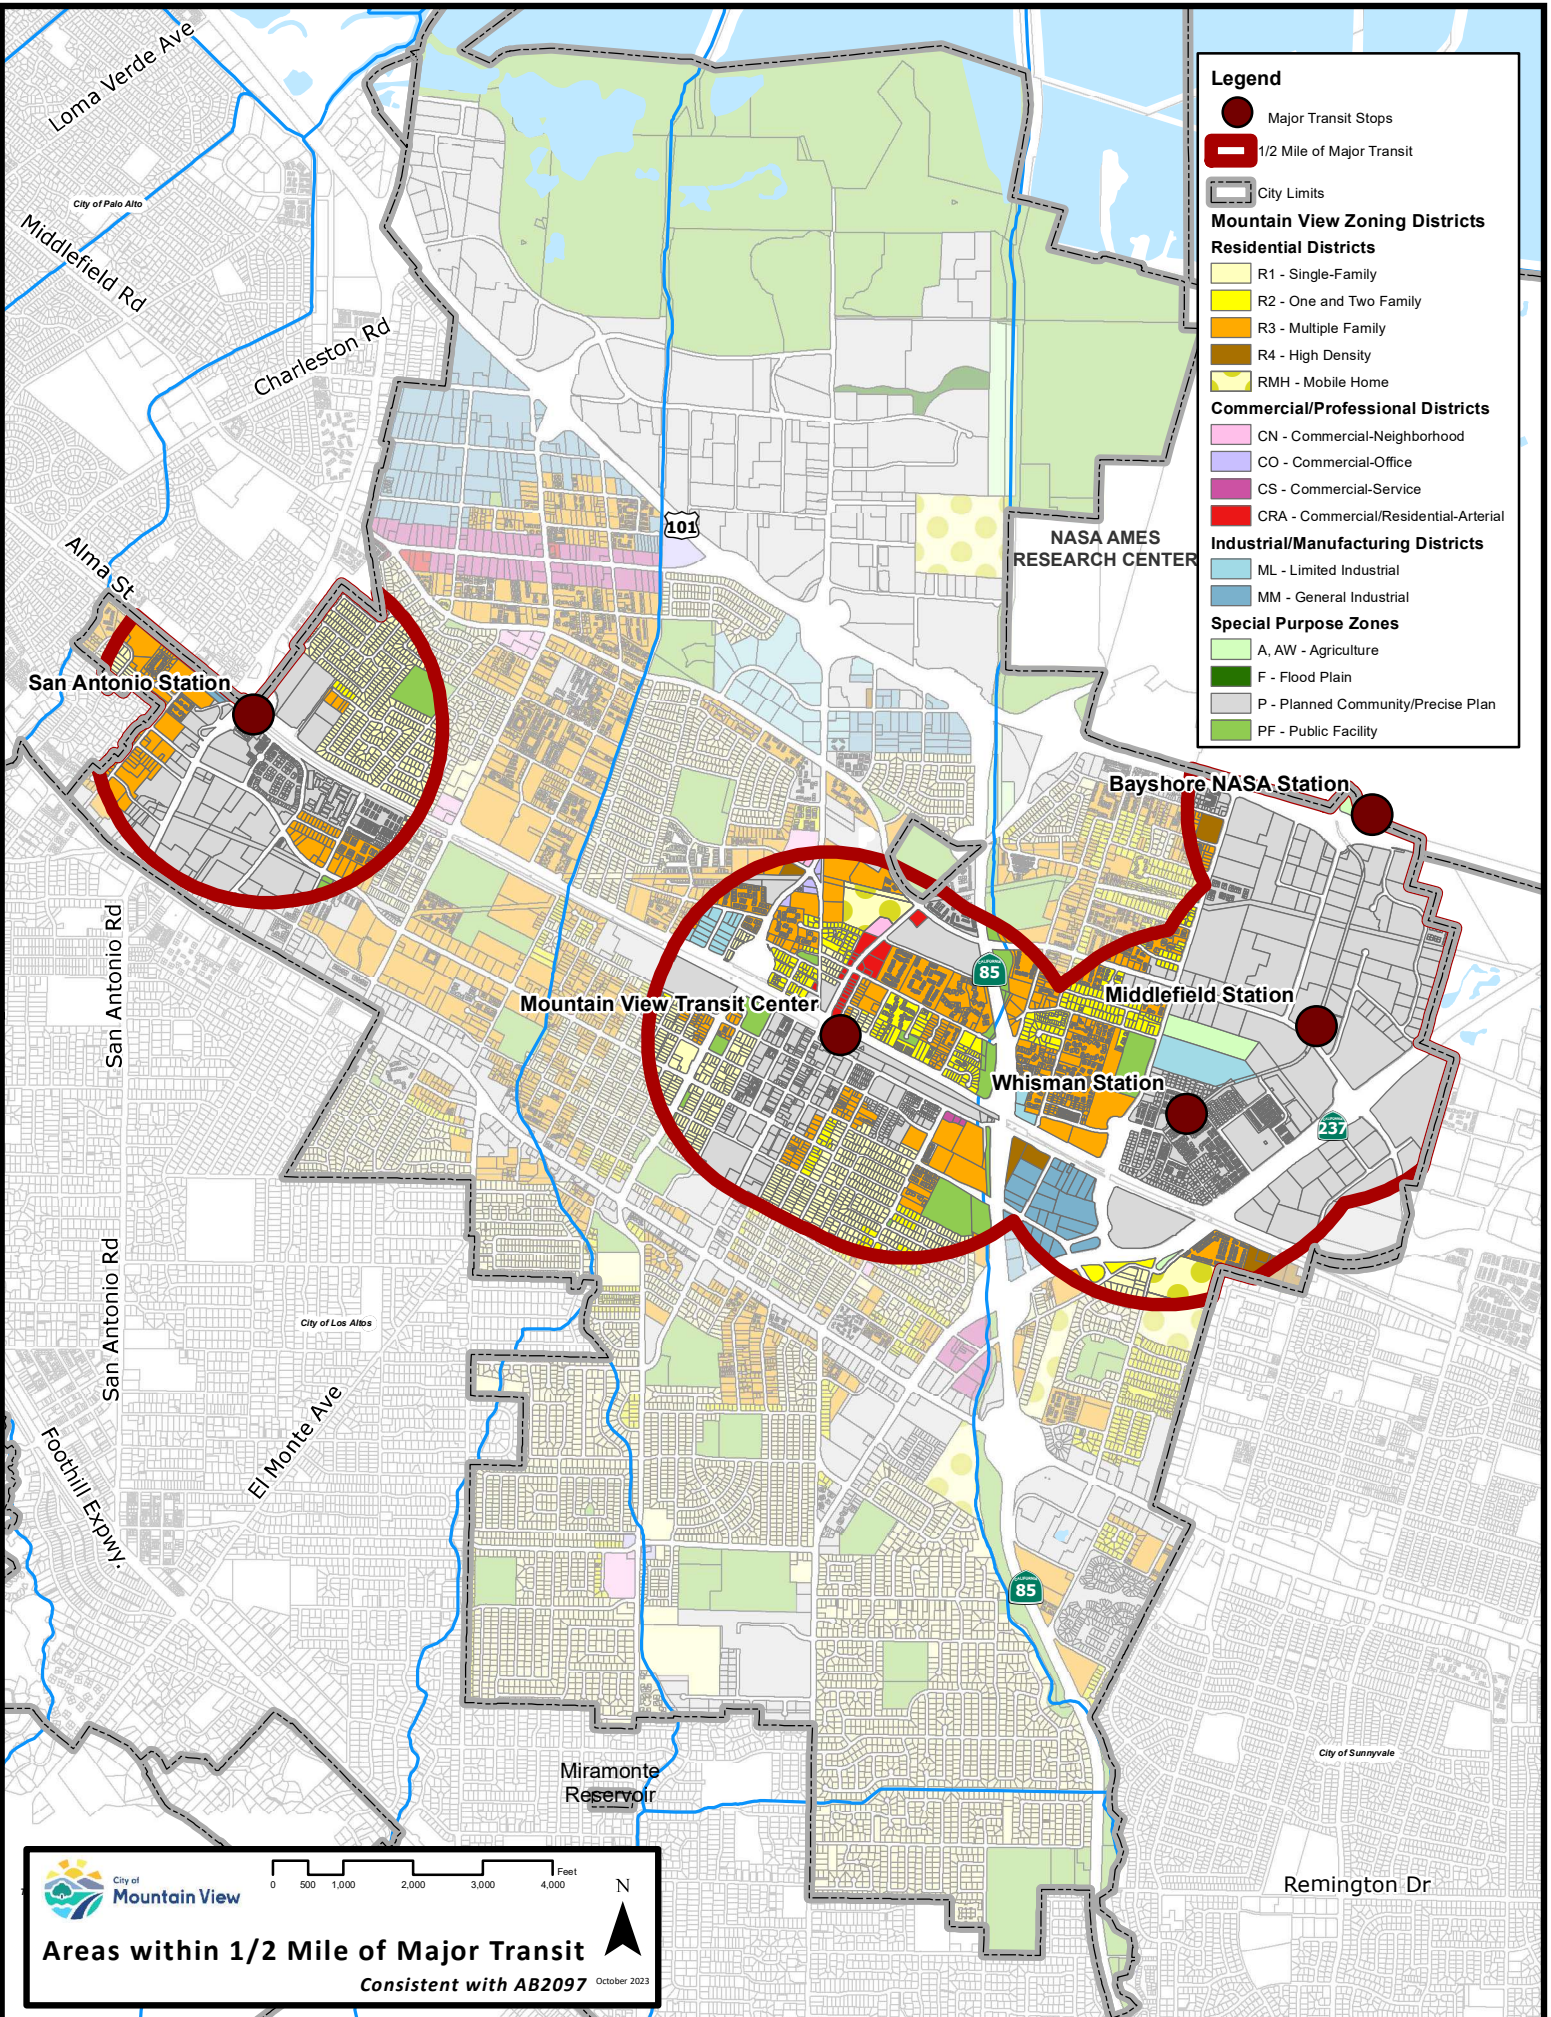 Loma Verde Ave
City of Palo Alto
Middlefield Rd
Charleston Rd
Alma St
101
NASA AMES
RESEARCH CENTER
San Antonio Station
Bayshore NASA Station
85
Mountain View Transit Center
Middlefield Station
Whisman Station
237
San Antonio Rd
San Antonio Rd
City of Los Altos
El Monte Ave
Foothill Expwy.
CALIFORNIA
85
Miramonte
Reservoir
City of Sunnyvale
Remington Dr
Legend
Major Transit Stops
1/2 Mile of Major Transit
City Limits
Mountain View Zoning Districts
Residential Districts
R1 - Single-Family
R2 - One and Two Family
R3 - Multiple Family
R4 - High Density
RMH - Mobile Home
Commercial/Professional Districts
CN - Commercial-Neighborhood
CO - Commercial-Office
CS - Commercial-Service
CRA - Commercial/Residential-Arterial
Industrial/Manufacturing Districts
ML - Limited Industrial
MM - General Industrial
Special Purpose Zones
A, AW - Agriculture
F - Flood Plain
P - Planned Community/Precise Plan
PF - Public Facility
City of
Mountain View
Feet
0 500 1,000 2,000 3,000 4,000
N
Areas within 1/2 Mile of Major Transit
Consistent with AB2097
October 2023